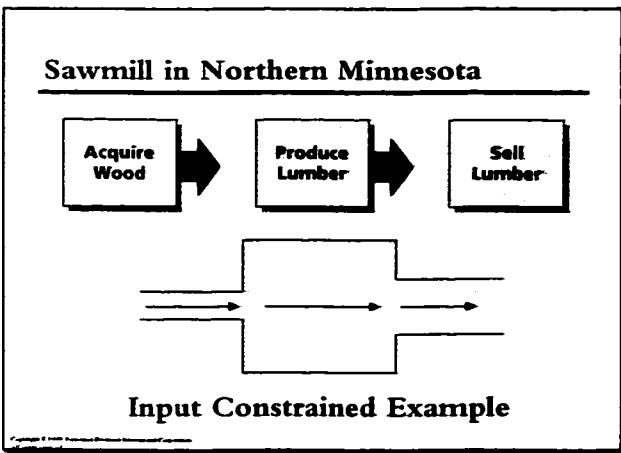 Sawmill in Northern Minnesota
Acquire
Wood
Produce
Lumber
Sell
Lumber
Input Constrained Example